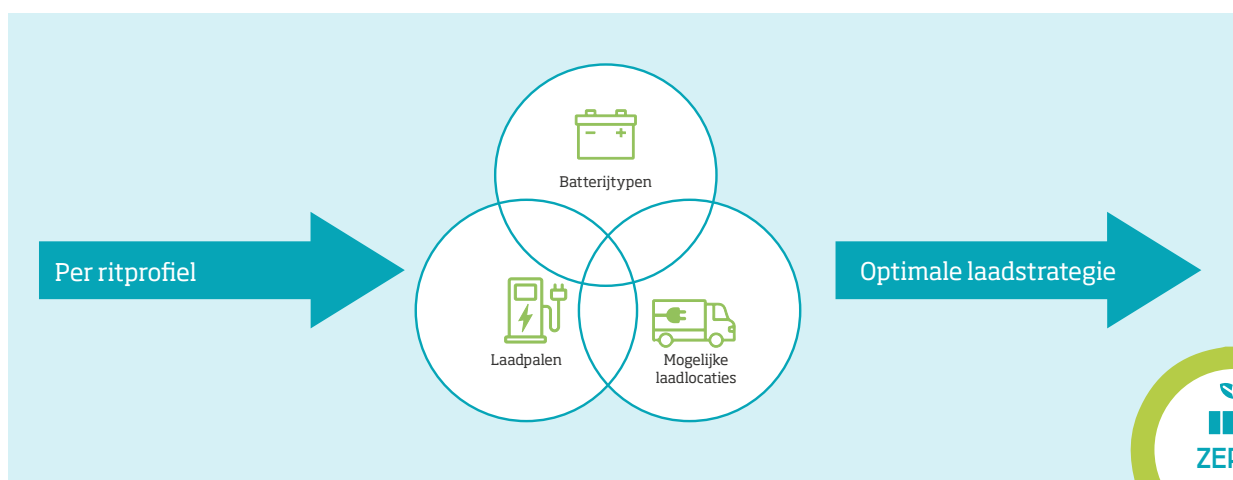 Batterijtypen
Per ritprofiel
Optimale laadstrategie
Laadpalen
Mogelijke
laadlocaties